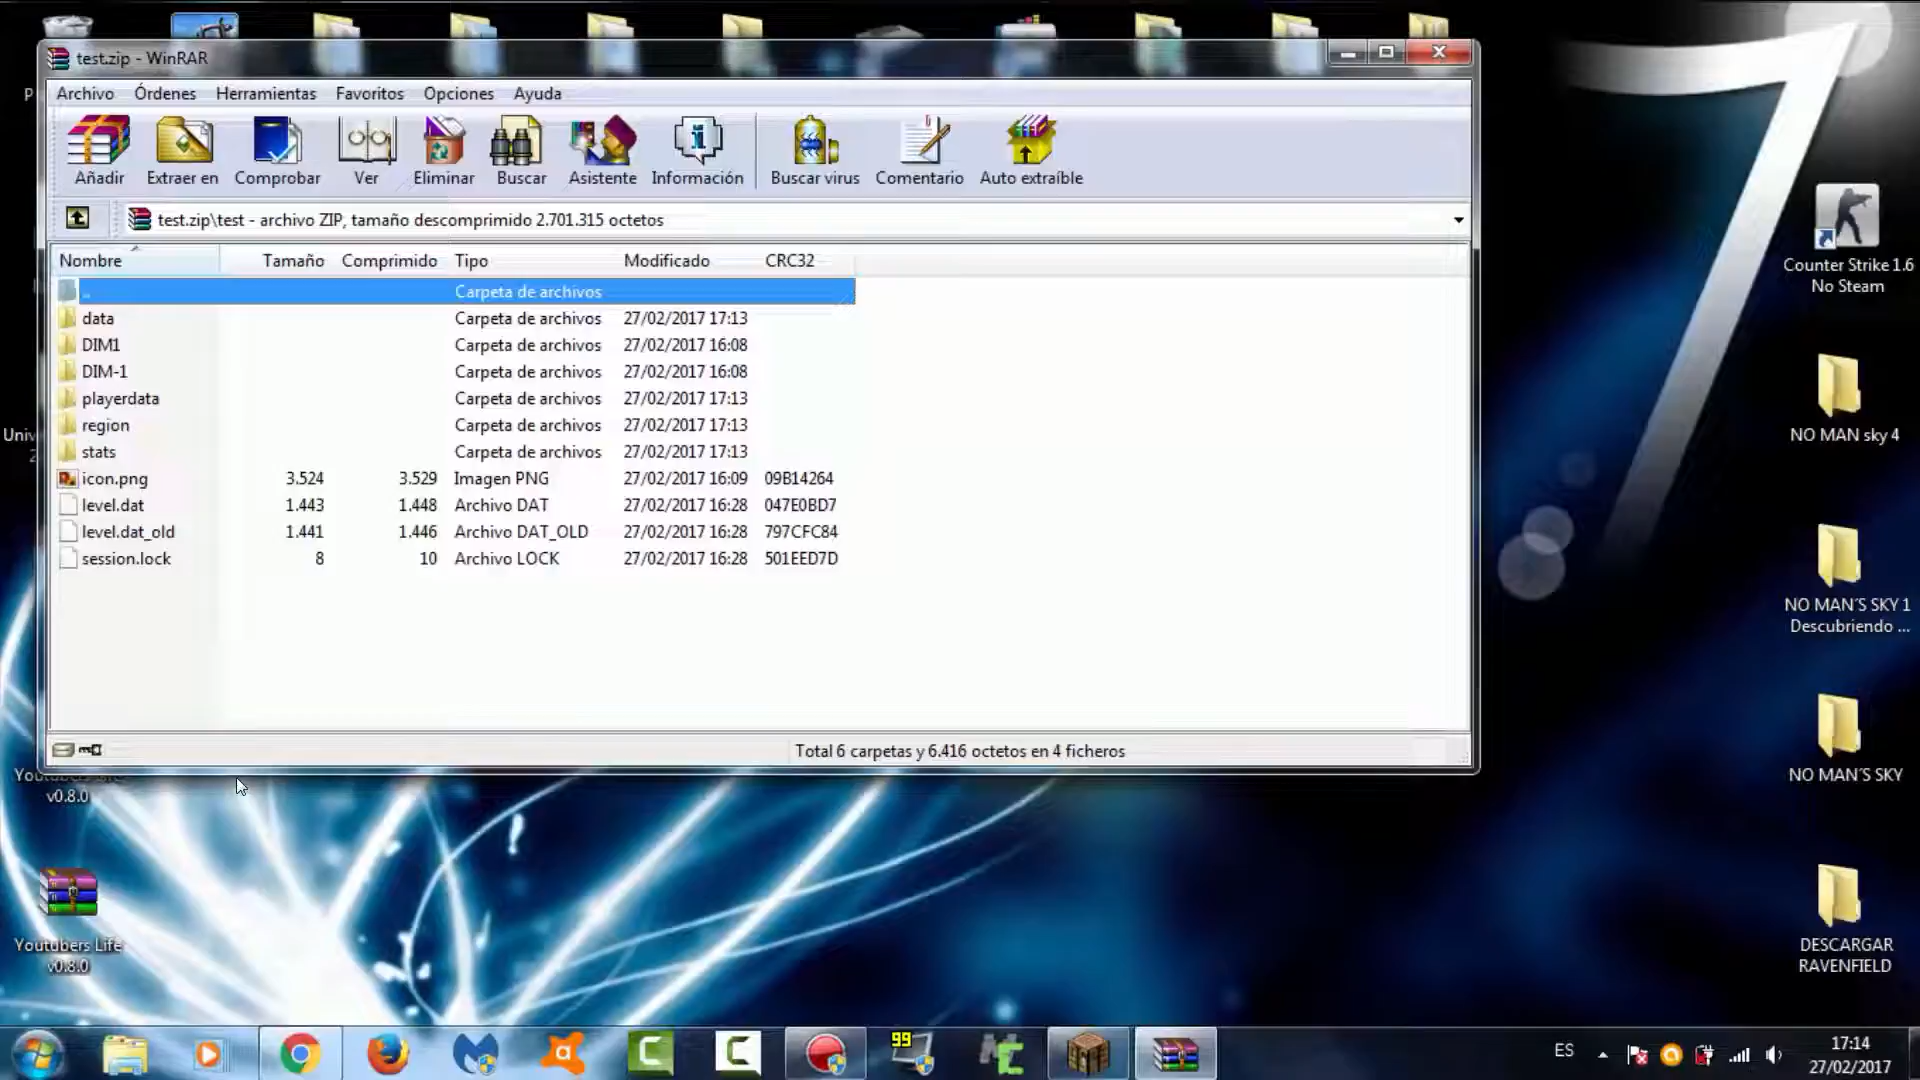 test.zip - WinRAR
Archivo Órdenes Herramientas Favoritos Opciones Ayuda
Añadir Extraer en Comprobar Ver Eliminar Buscar Asistente Información Buscar virus Comentario Auto extraíble
test.zip\test - archivo ZIP, tamaño descomprimido 2.701.315 octetos
Nombre Tamaño Comprimido Tipo Modificado CRC32
.. Carpeta de archivos
data Carpeta de archivos 27/02/2017 17:13
DIM1 Carpeta de archivos 27/02/2017 16:08
DIM-1 Carpeta de archivos 27/02/2017 16:08
playerdata Carpeta de archivos 27/02/2017 17:13
region Carpeta de archivos 27/02/2017 17:13
stats Carpeta de archivos 27/02/2017 17:13
icon.png 3.524 3.529 Imagen PNG 27/02/2017 16:09 09B14264
level.dat 1.443 1.448 Archivo DAT 27/02/2017 16:28 047E0BD7
level.dat_old 1.441 1.446 Archivo DAT_OLD 27/02/2017 16:28 797CFC84
session.lock 8 10 Archivo LOCK 27/02/2017 16:28 501EED7D
Total 6 carpetas y 6.416 octetos en 4 ficheros
Counter Strike 1.6
No Steam
NO MAN sky 4
NO MAN´S SKY 1
Descubriendo ...
NO MAN´S SKY
DESCARGAR
RAVENFIELD
v0.8.0
Youtubers Life
v0.8.0
99
ES
17:14
27/02/2017